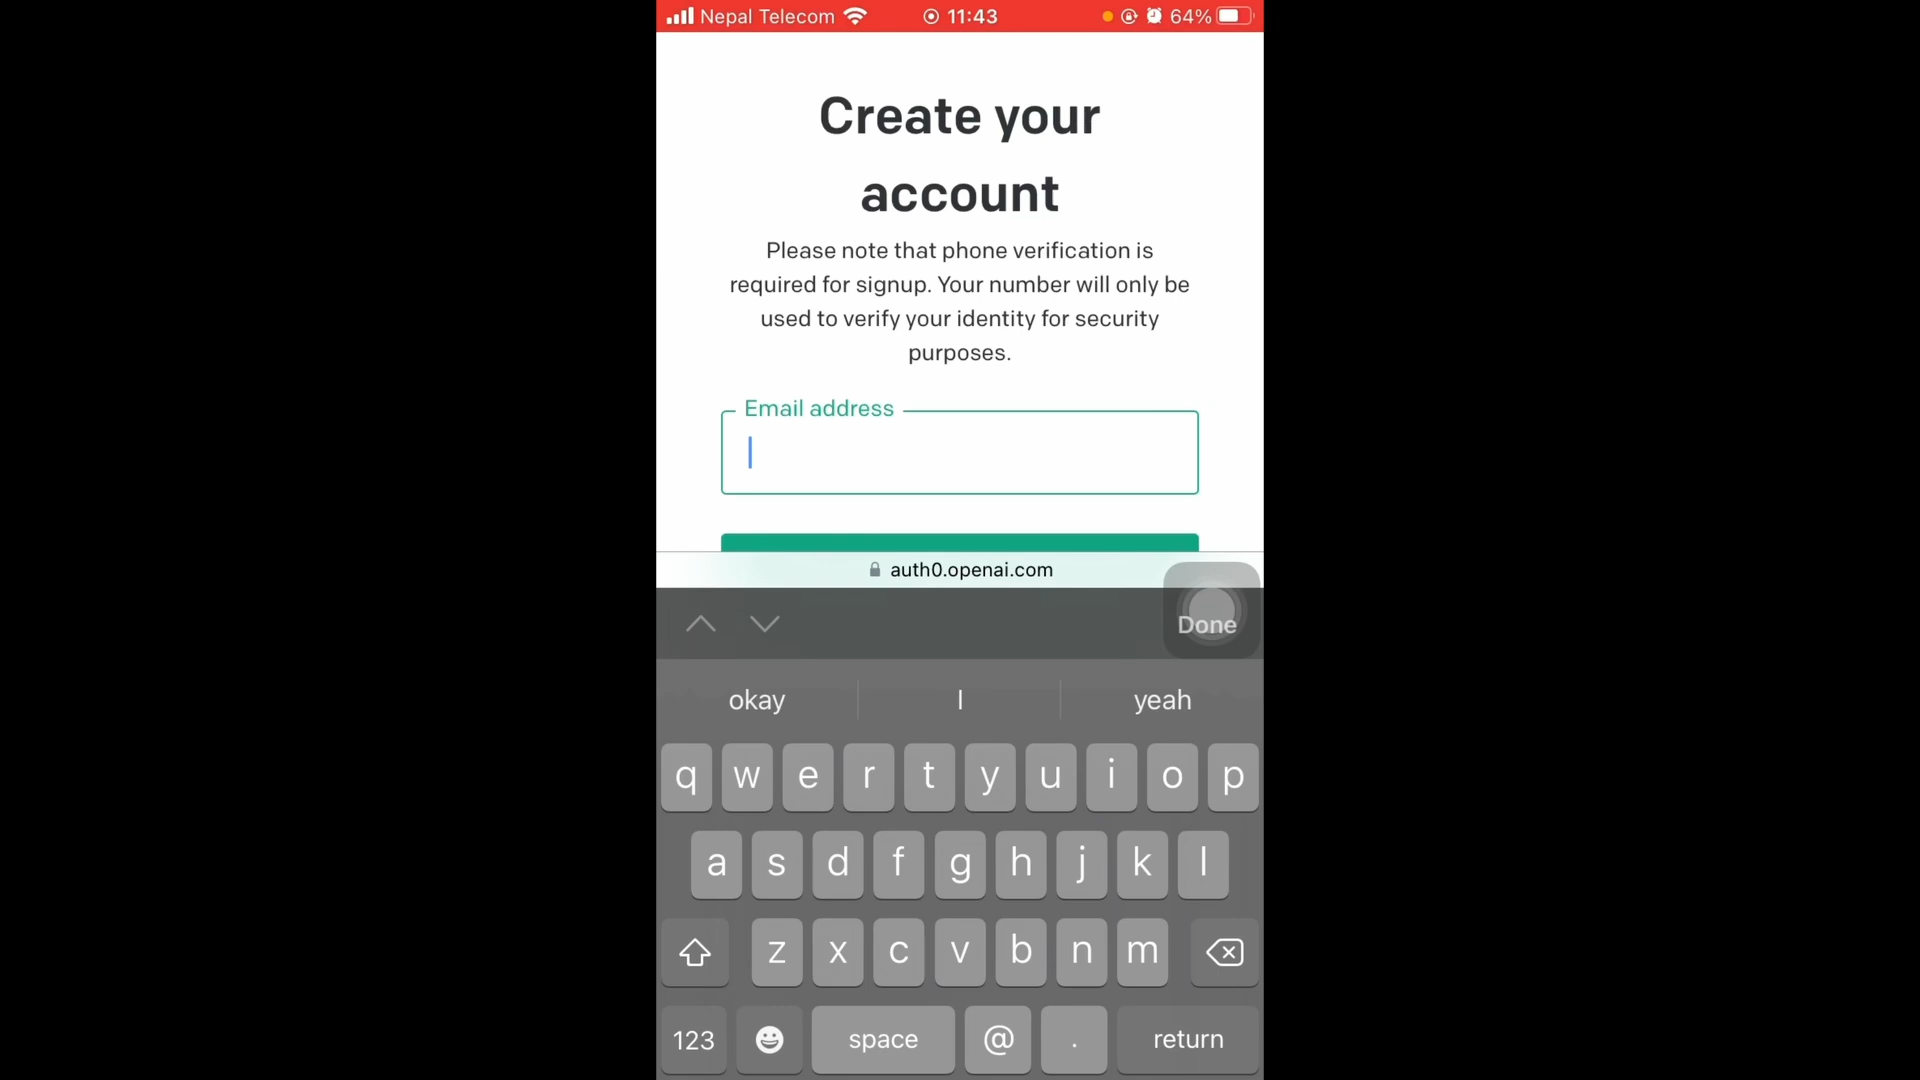 Nepal Telecom 11:43 64%
Create your
account
Please note that phone verification is
required for signup. Your number will only be
used to verify your identity for security
purposes.
Email address
auth0.openai.com
Done
okay I yeah
q w e r t y u i o p
a s d f g h j k l
z x c v b n m
123 space @ . return